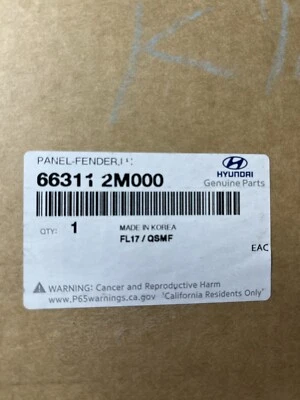 PANEL-FENDER,L
HYUNDAI
66311 2M000
Genuine Parts
QTY: 1
MADE IN KOREA
FL17 / QSMF
EAC
WARNING: Cancer and Reproductive Harm
www.P65warnings.ca.gov "California Residents Only"